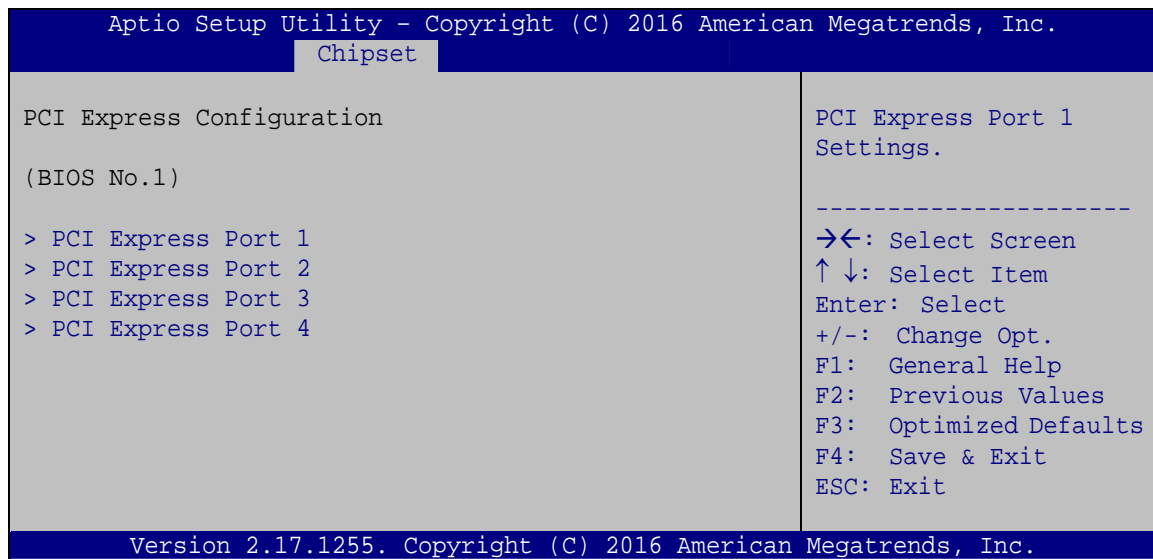 Aptio Setup Utility – Copyright (C) 2016 American Megatrends, Inc.
Chipset
PCI Express Configuration
(BIOS No.1)
> PCI Express Port 1
> PCI Express Port 2
> PCI Express Port 3
> PCI Express Port 4
PCI Express Port 1
Settings.
----------------------
→←: Select Screen
↑ ↓: Select Item
Enter: Select
+/-: Change Opt.
F1: General Help
F2: Previous Values
F3: Optimized Defaults
F4: Save & Exit
ESC: Exit
Version 2.17.1255. Copyright (C) 2016 American Megatrends, Inc.